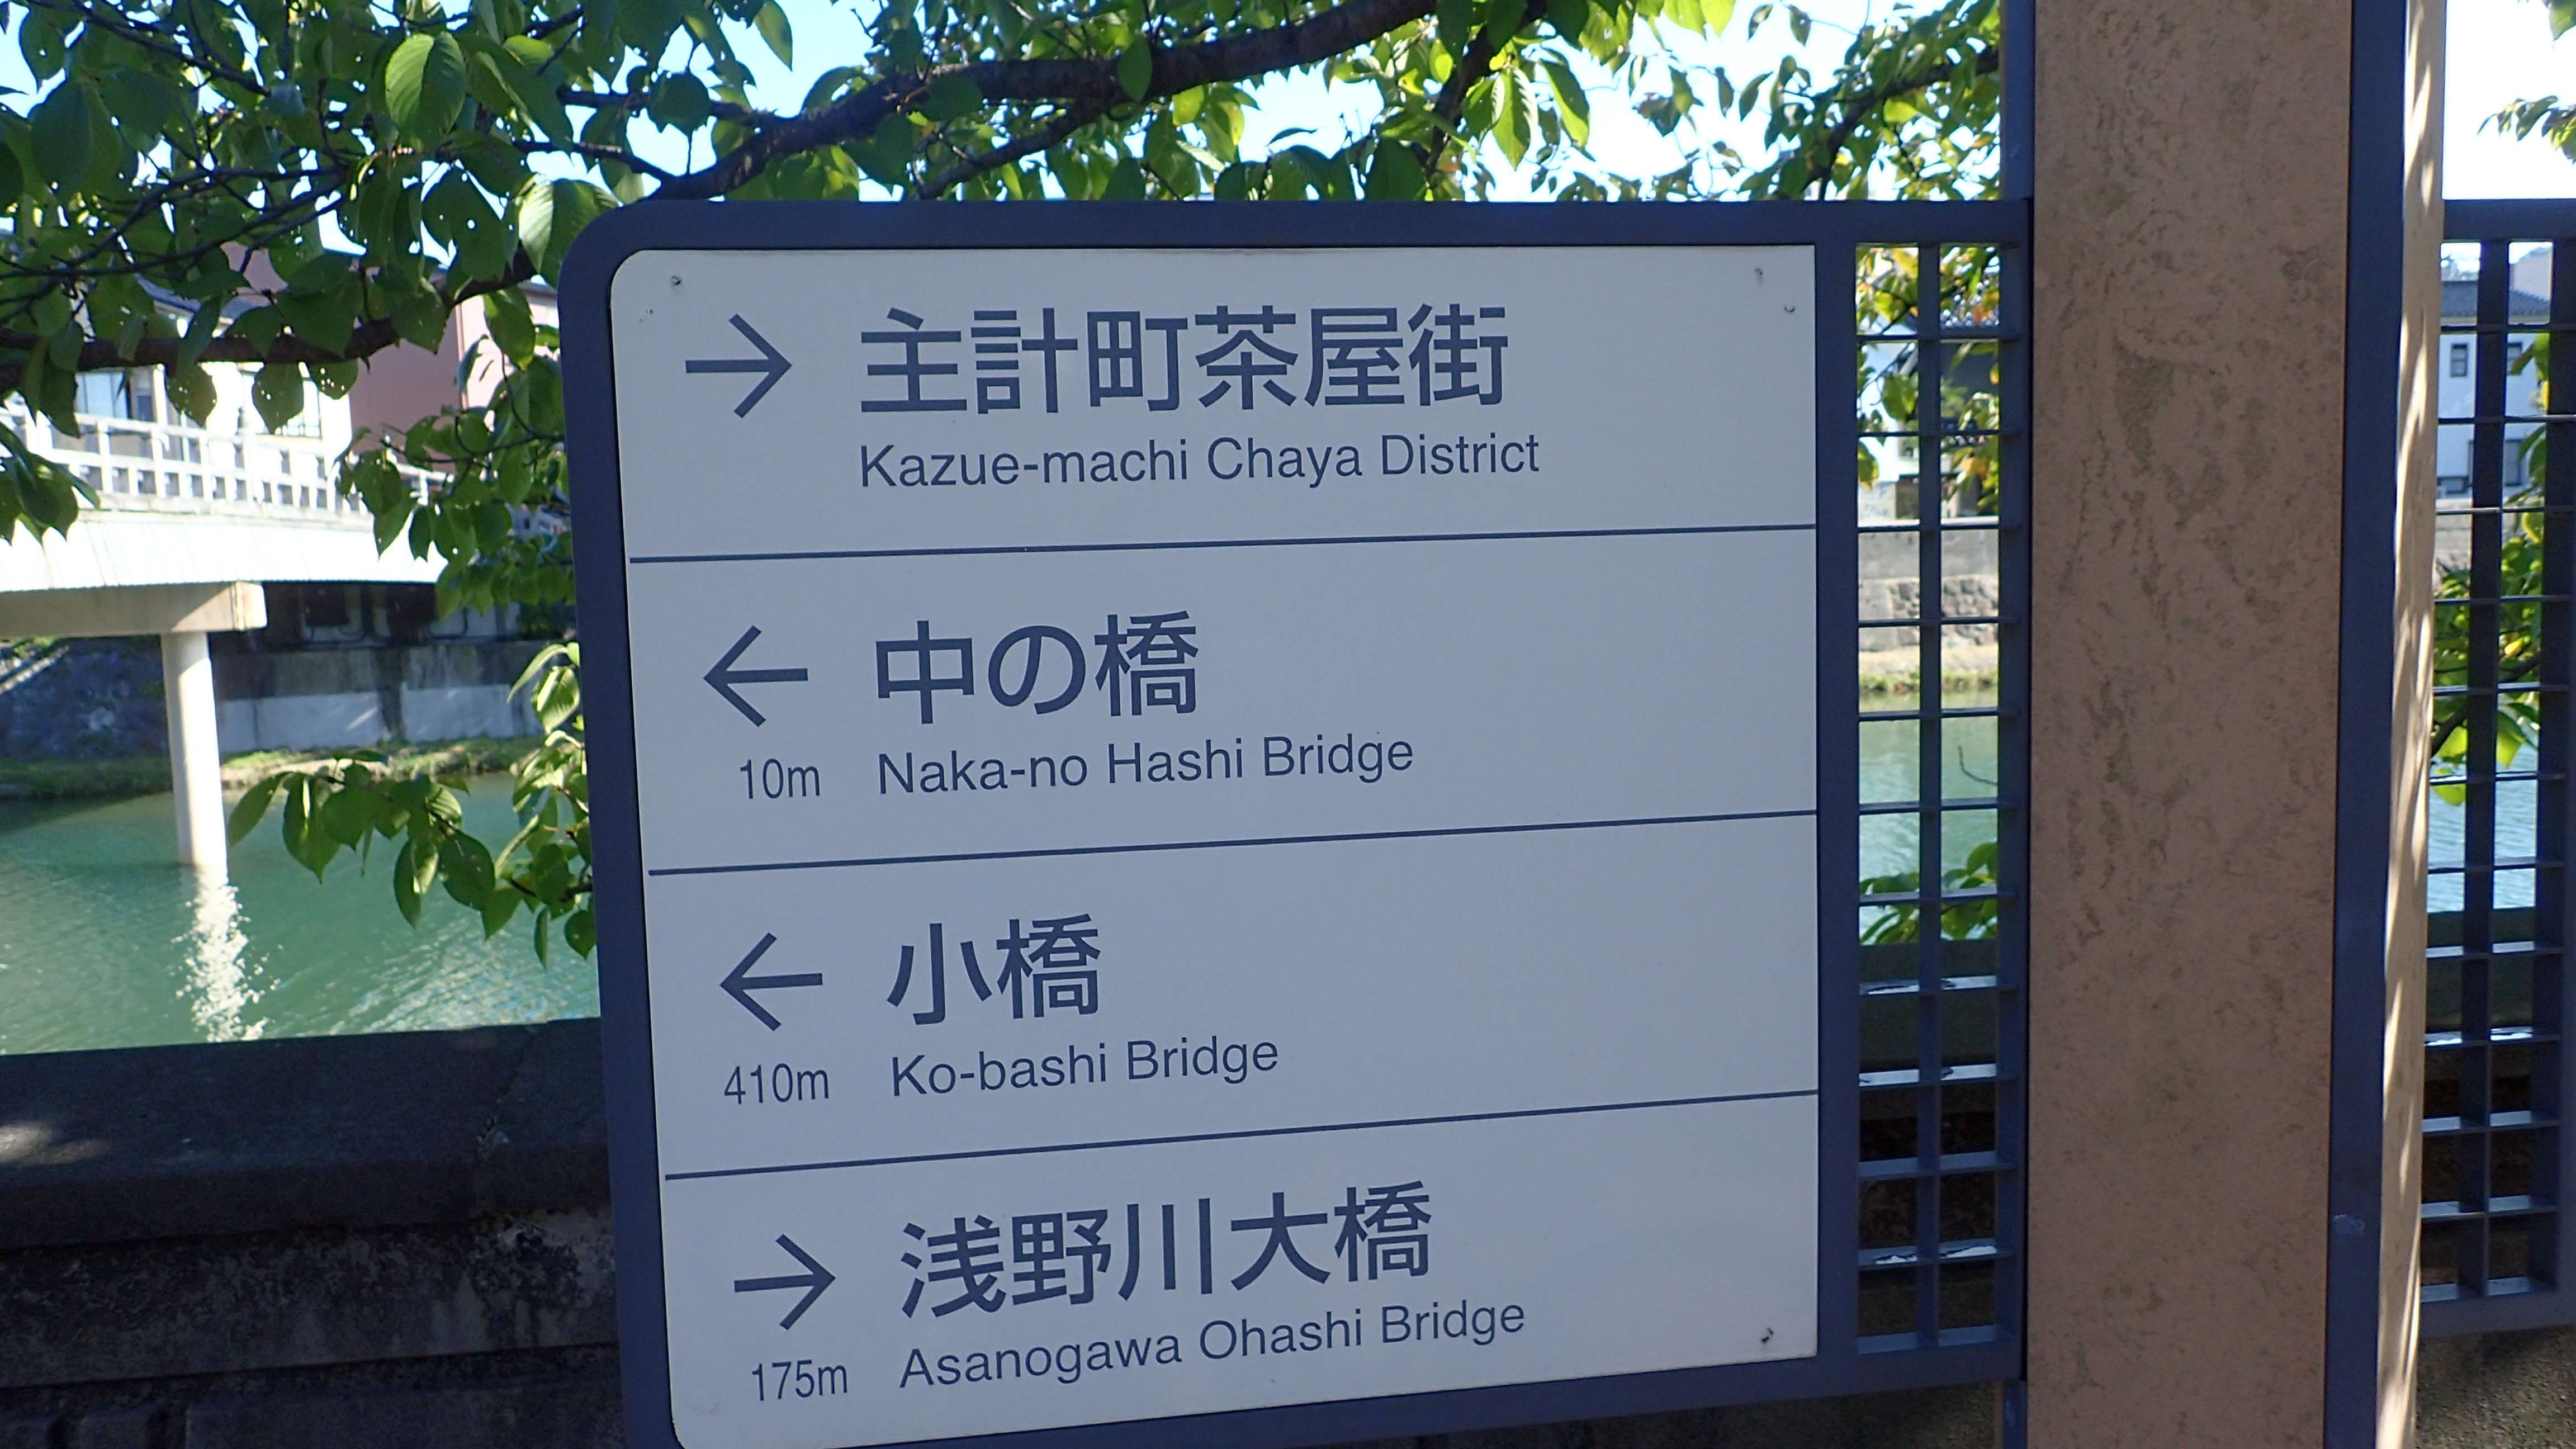 → 主計町茶屋街
Kazue-machi Chaya District
← 中の橋
10m Naka-no Hashi Bridge
← 小橋
410m Ko-bashi Bridge
→ 浅野川大橋
175m Asanogawa Ohashi Bridge